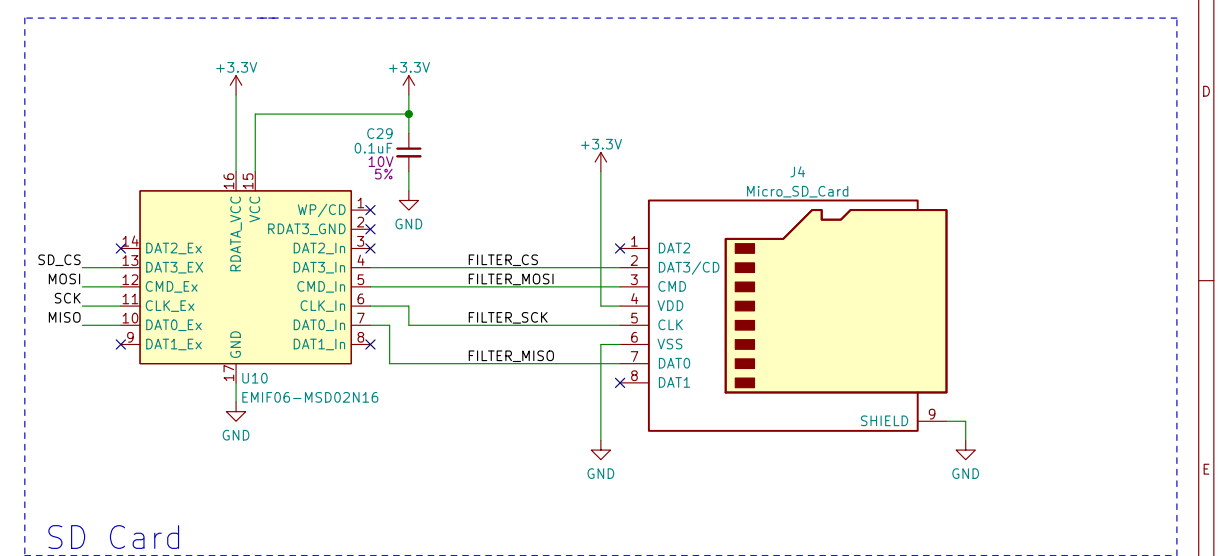 +3.3V
+3.3V
D
C29
0.1uF
10V
5%
+3.3V
J4
Micro_SD_Card
16
15
GND
RDATA_VCC
VCC
WP/CD
1
RDAT3_GND
2
14
DAT2_Ex
DAT2_In
3
SD_CS
13
DAT3_EX
DAT3_In
4
FILTER_CS
MOSI
12
CMD_Ex
CMD_In
5
FILTER_MOSI
SCK
11
CLK_Ex
CLK_In
6
MISO
10
DAT0_Ex
DAT0_In
7
FILTER_SCK
9
DAT1_Ex
DAT1_In
8
FILTER_MISO
GND
17
U10
EMIF06-MSD02N16
GND
1
DAT2
2
DAT3/CD
3
CMD
4
VDD
5
CLK
6
VSS
7
DAT0
8
DAT1
SHIELD
9
GND
GND
E
SD Card